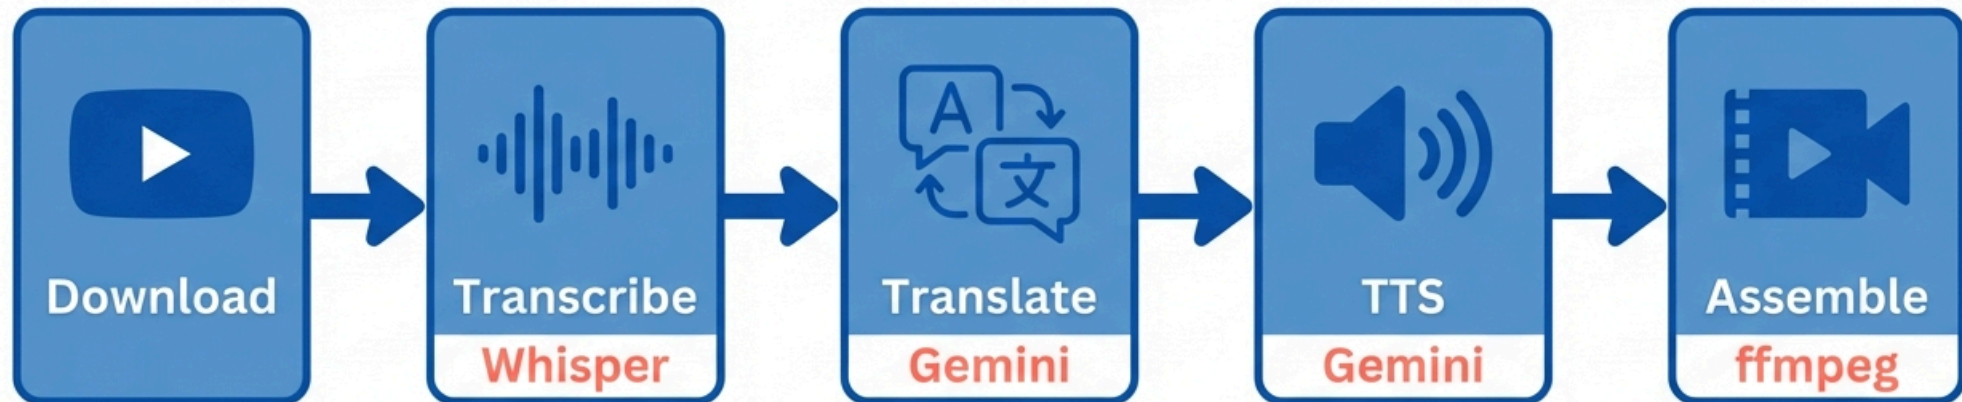 A
文
Download
Transcribe
Translate
TTS
Assemble
Whisper
Gemini
Gemini
ffmpeg